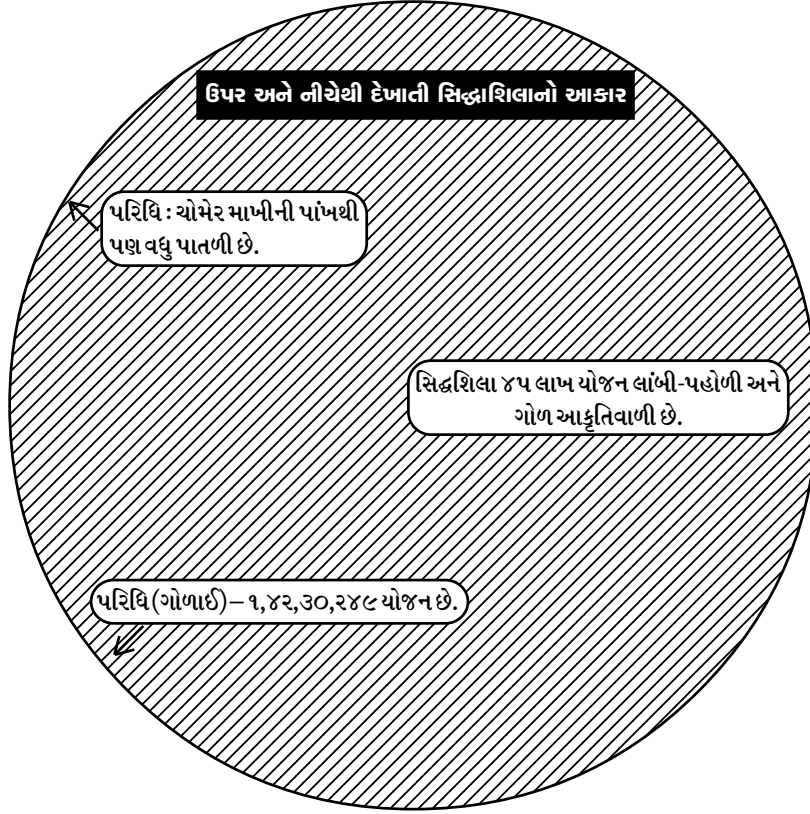 ઉપર અને નીચેથી દેખાતી સિદ્ધશિલાનો આકાર
પરિધિ : ચોમેર માખીની પાંખથી
પણ વધુ પાતળી છે.
સિદ્ધશિલા ૪૫ લાખ યોજન લાંબી-પહોળી અને
ગોળ આકૃતિવાળી છે.
પરિધિ (ગોળાઈ) – ૧,૪૨,૩૦,૨૪૯ યોજન છે.